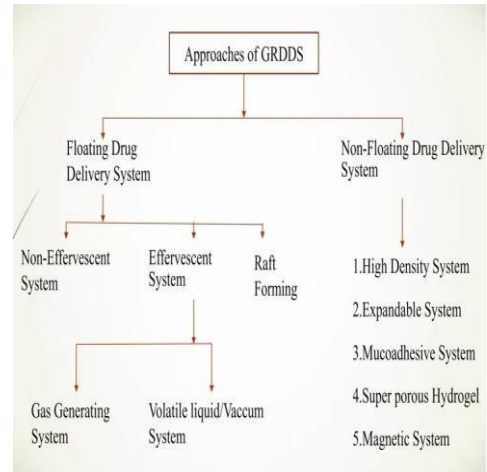 Approaches of GRDDS
Floating Drug
Delivery System
Non-Floating Drug Delivery
System
Non-Effervescent
System
Effervescent
System
Raft
Forming
Gas Generating
System
Volatile liquid/Vaccum
System
1.High Density System
2.Expandable System
3.Mucoadhesive System
4.Super porous Hydrogel
5.Magnetic System